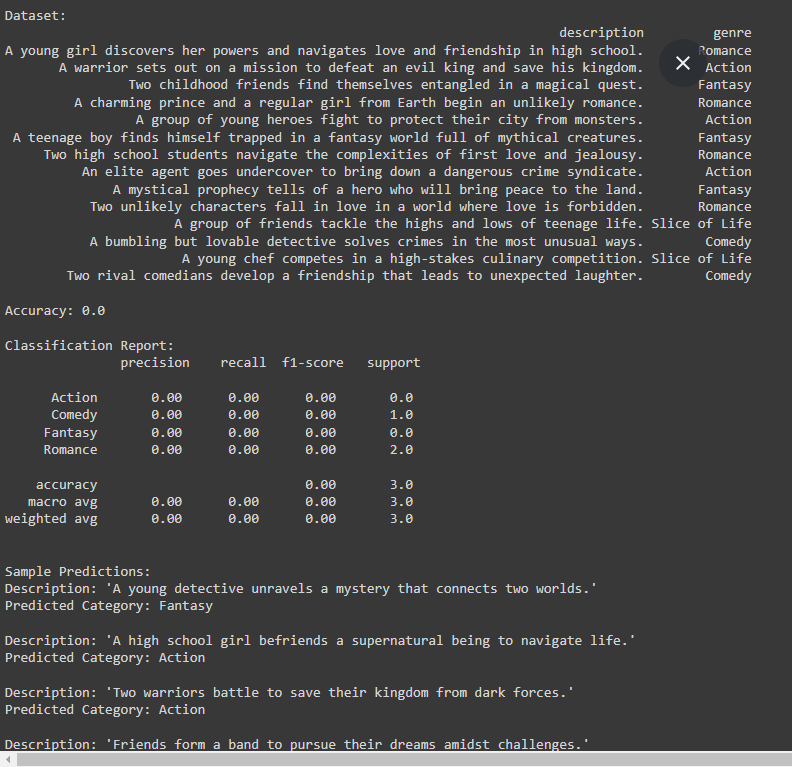 Dataset:
description genre
A young girl discovers her powers and navigates love and friendship in high school. Romance
A warrior sets out on a mission to defeat an evil king and save his kingdom. Action
Two childhood friends find themselves entangled in a magical quest. Fantasy
A charming prince and a regular girl from Earth begin an unlikely romance. Romance
A group of young heroes fight to protect their city from monsters. Action
A teenage boy finds himself trapped in a fantasy world full of mythical creatures. Fantasy
Two high school students navigate the complexities of first love and jealousy. Romance
An elite agent goes undercover to bring down a dangerous crime syndicate. Action
A mystical prophecy tells of a hero who will bring peace to the land. Fantasy
Two unlikely characters fall in love in a world where love is forbidden. Romance
A group of friends tackle the highs and lows of teenage life. Slice of Life
A bumbling but lovable detective solves crimes in the most unusual ways. Comedy
A young chef competes in a high-stakes culinary competition. Slice of Life
Two rival comedians develop a friendship that leads to unexpected laughter. Comedy
Accuracy: 0.0
Classification Report:
precision recall f1-score support
Action 0.00 0.00 0.00 0.0
Comedy 0.00 0.00 0.00 1.0
Fantasy 0.00 0.00 0.00 0.0
Romance 0.00 0.00 0.00 2.0
accuracy 0.00 3.0
macro avg 0.00 0.00 0.00 3.0
weighted avg 0.00 0.00 0.00 3.0
Sample Predictions:
Description: 'A young detective unravels a mystery that connects two worlds.'
Predicted Category: Fantasy
Description: 'A high school girl befriends a supernatural being to navigate life.'
Predicted Category: Action
Description: 'Two warriors battle to save their kingdom from dark forces.'
Predicted Category: Action
Description: 'Friends form a band to pursue their dreams amidst challenges.'